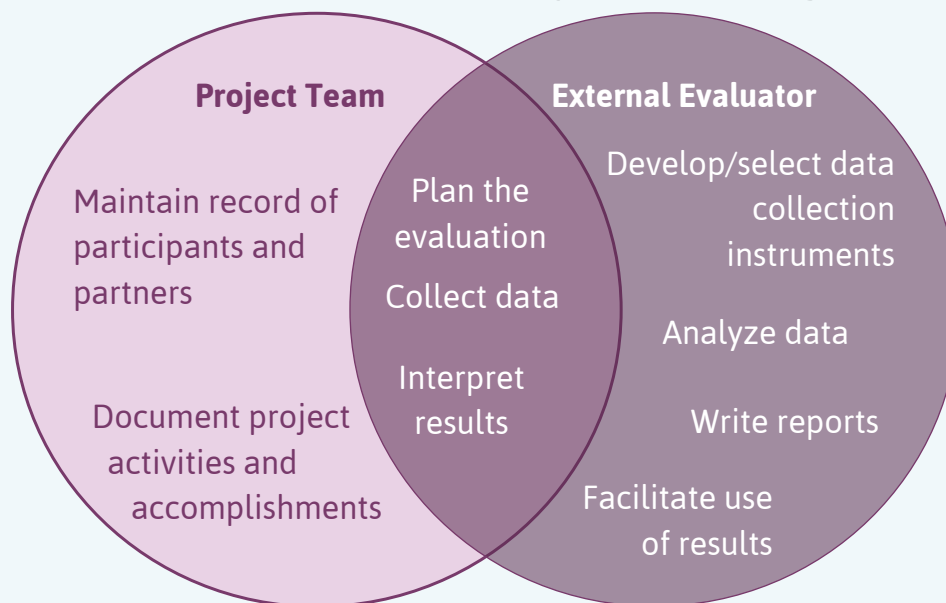 Project Team
Maintain record of
participants and
partners
Document project
activities and
accomplishments
Plan the
evaluation
Collect data
Interpret
results
External Evaluator
Develop/select data
collection
instruments
Analyze data
Write reports
Facilitate use
of results